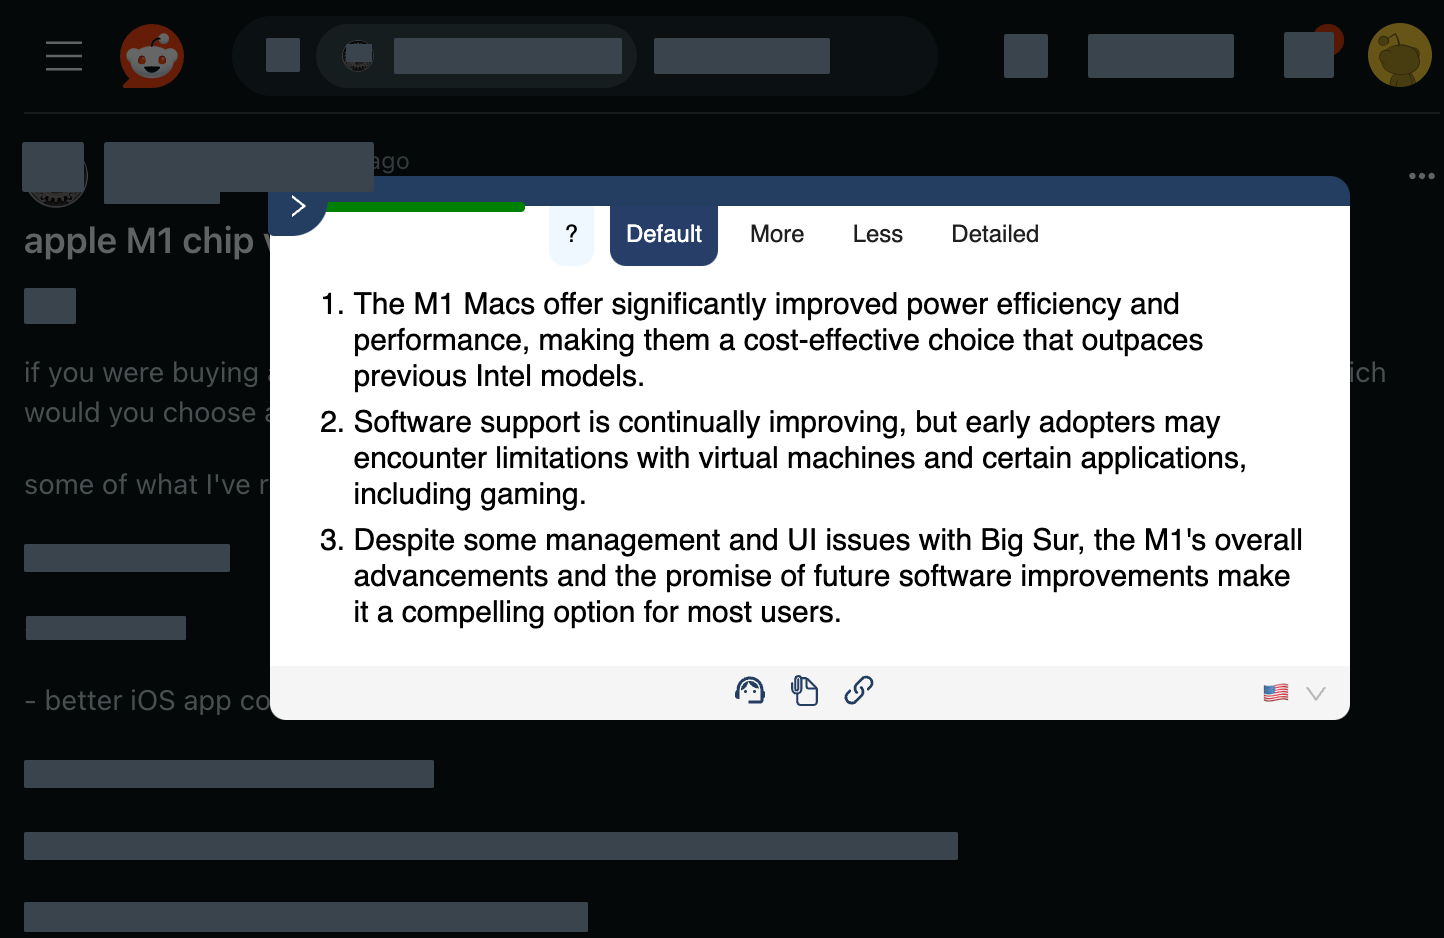 ago
apple M1 chip
if you were buying
ich
would you choose
some of what I've
- better iOS app
?
Default
More
Less
Detailed
1. The M1 Macs offer significantly improved power efficiency and
performance, making them a cost-effective choice that outpaces
previous Intel models.
2. Software support is continually improving, but early adopters may
encounter limitations with virtual machines and certain applications,
including gaming.
3. Despite some management and UI issues with Big Sur, the M1's overall
advancements and the promise of future software improvements make
it a compelling option for most users.